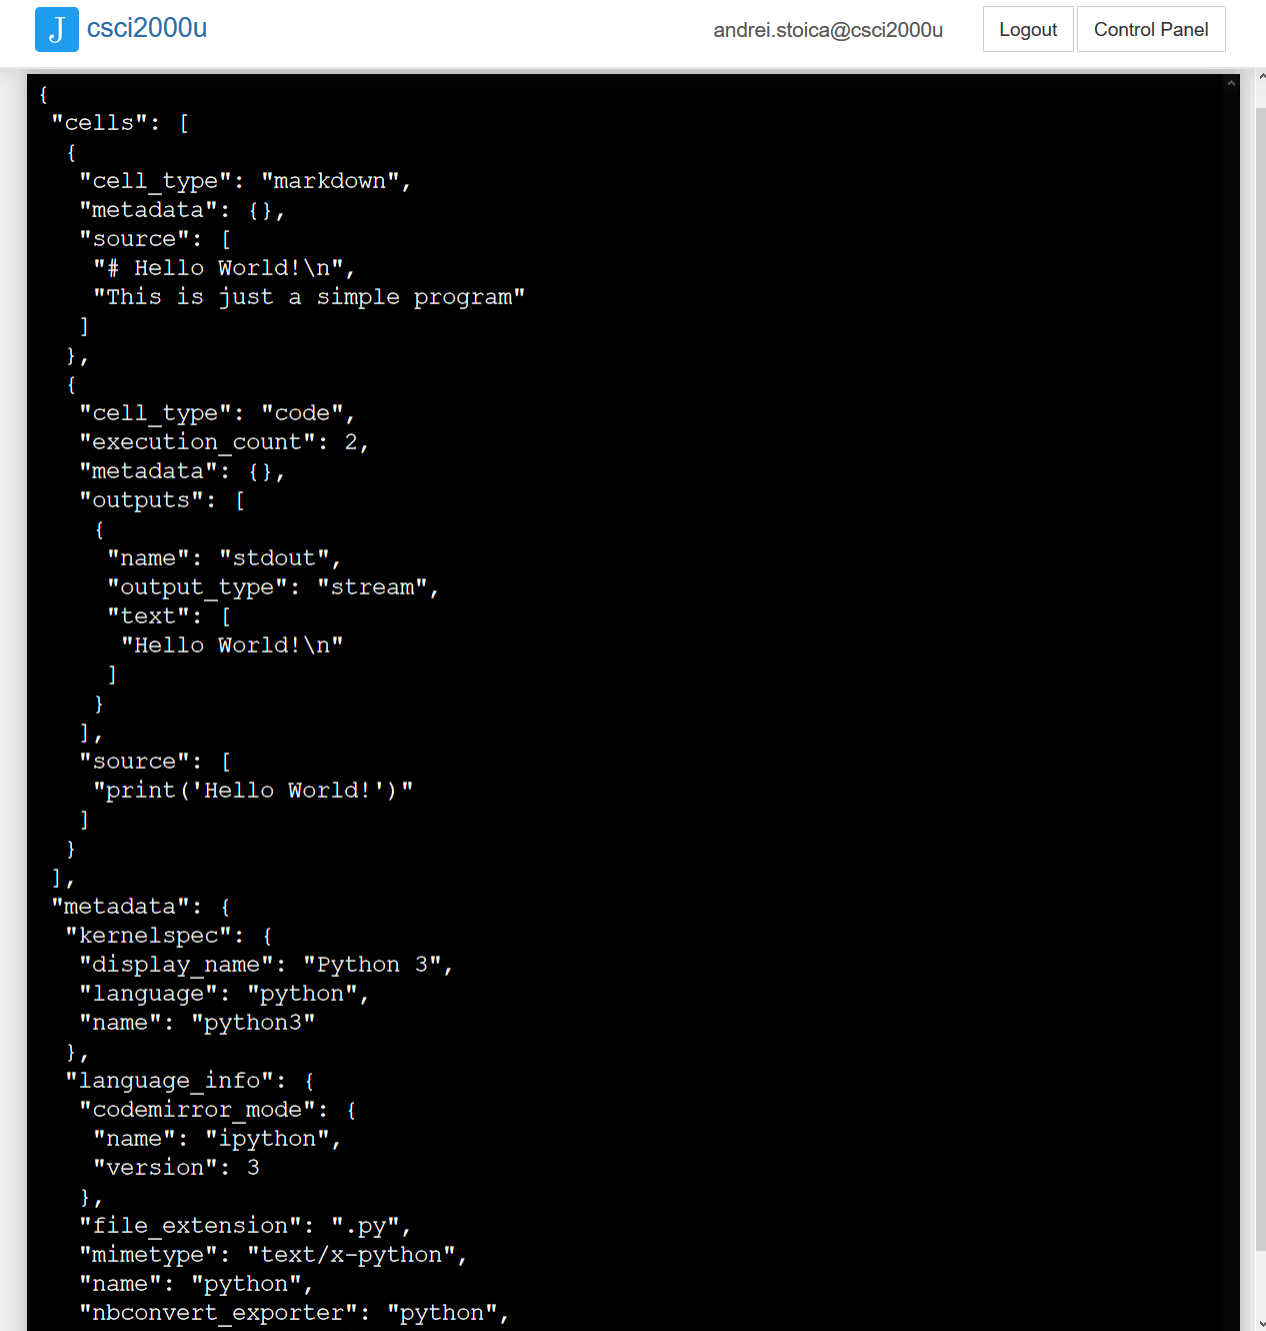 J csci2000u andrei.stoica@csci2000u Logout Control Panel
{
 "cells": [
  {
   "cell_type": "markdown",
   "metadata": {},
   "source": [
    "# Hello World!\n",
    "This is just a simple program"
   ]
  },
  {
   "cell_type": "code",
   "execution_count": 2,
   "metadata": {},
   "outputs": [
    {
     "name": "stdout",
     "output_type": "stream",
     "text": [
      "Hello World!\n"
     ]
    }
   ],
   "source": [
    "print('Hello World!')"
   ]
  }
 ],
 "metadata": {
  "kernelspec": {
   "display_name": "Python 3",
   "language": "python",
   "name": "python3"
  },
  "language_info": {
   "codemirror_mode": {
    "name": "ipython",
    "version": 3
   },
   "file_extension": ".py",
   "mimetype": "text/x-python",
   "name": "python",
   "nbconvert_exporter": "python",